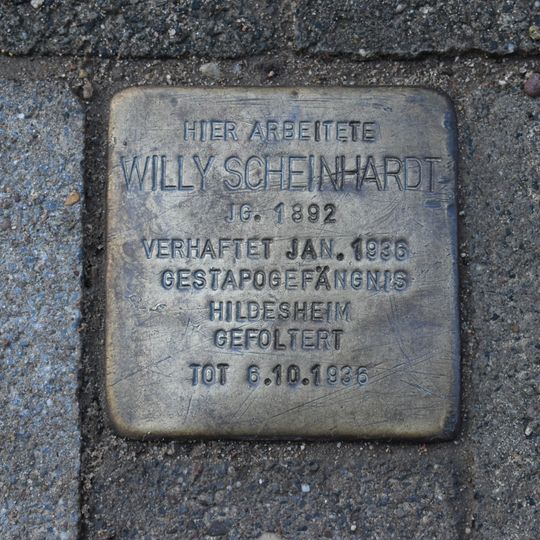 HIER ARBEITETE
WILLY SCHEINHARDT
JG. 1892
VERHAFTET JAN. 1936
GESTAPOGEFÄNGNIS
HILDESHEIM
GEFOLTERT
TOT 6.10.1936